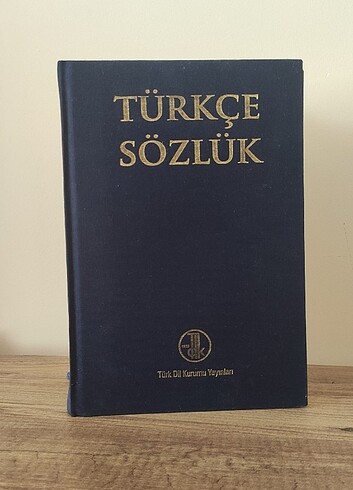 TÜRKÇE
SÖZLÜK
Türk Dil Kurumu Yayınları